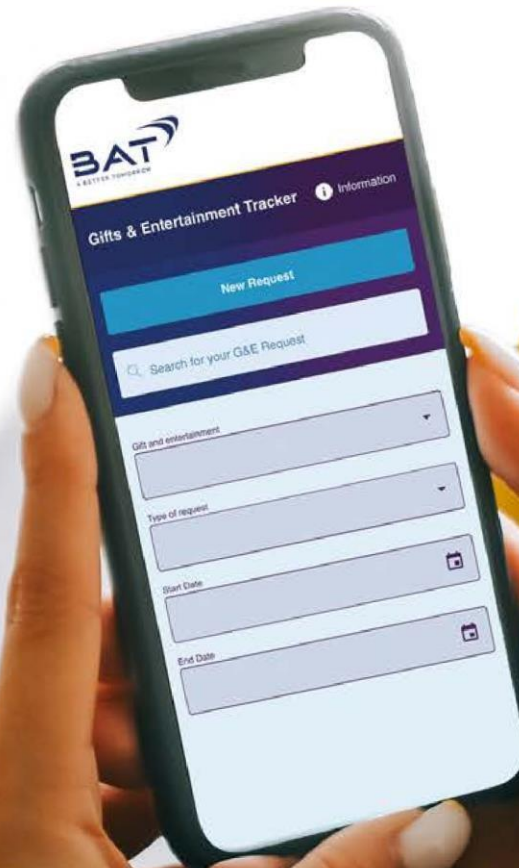 BAT
A BETTER TOMORROW
Gifts & Entertainment Tracker
Information
New Request
Search for your G&E Request
Gift and entertainment
Type of request
Start Date
End Date